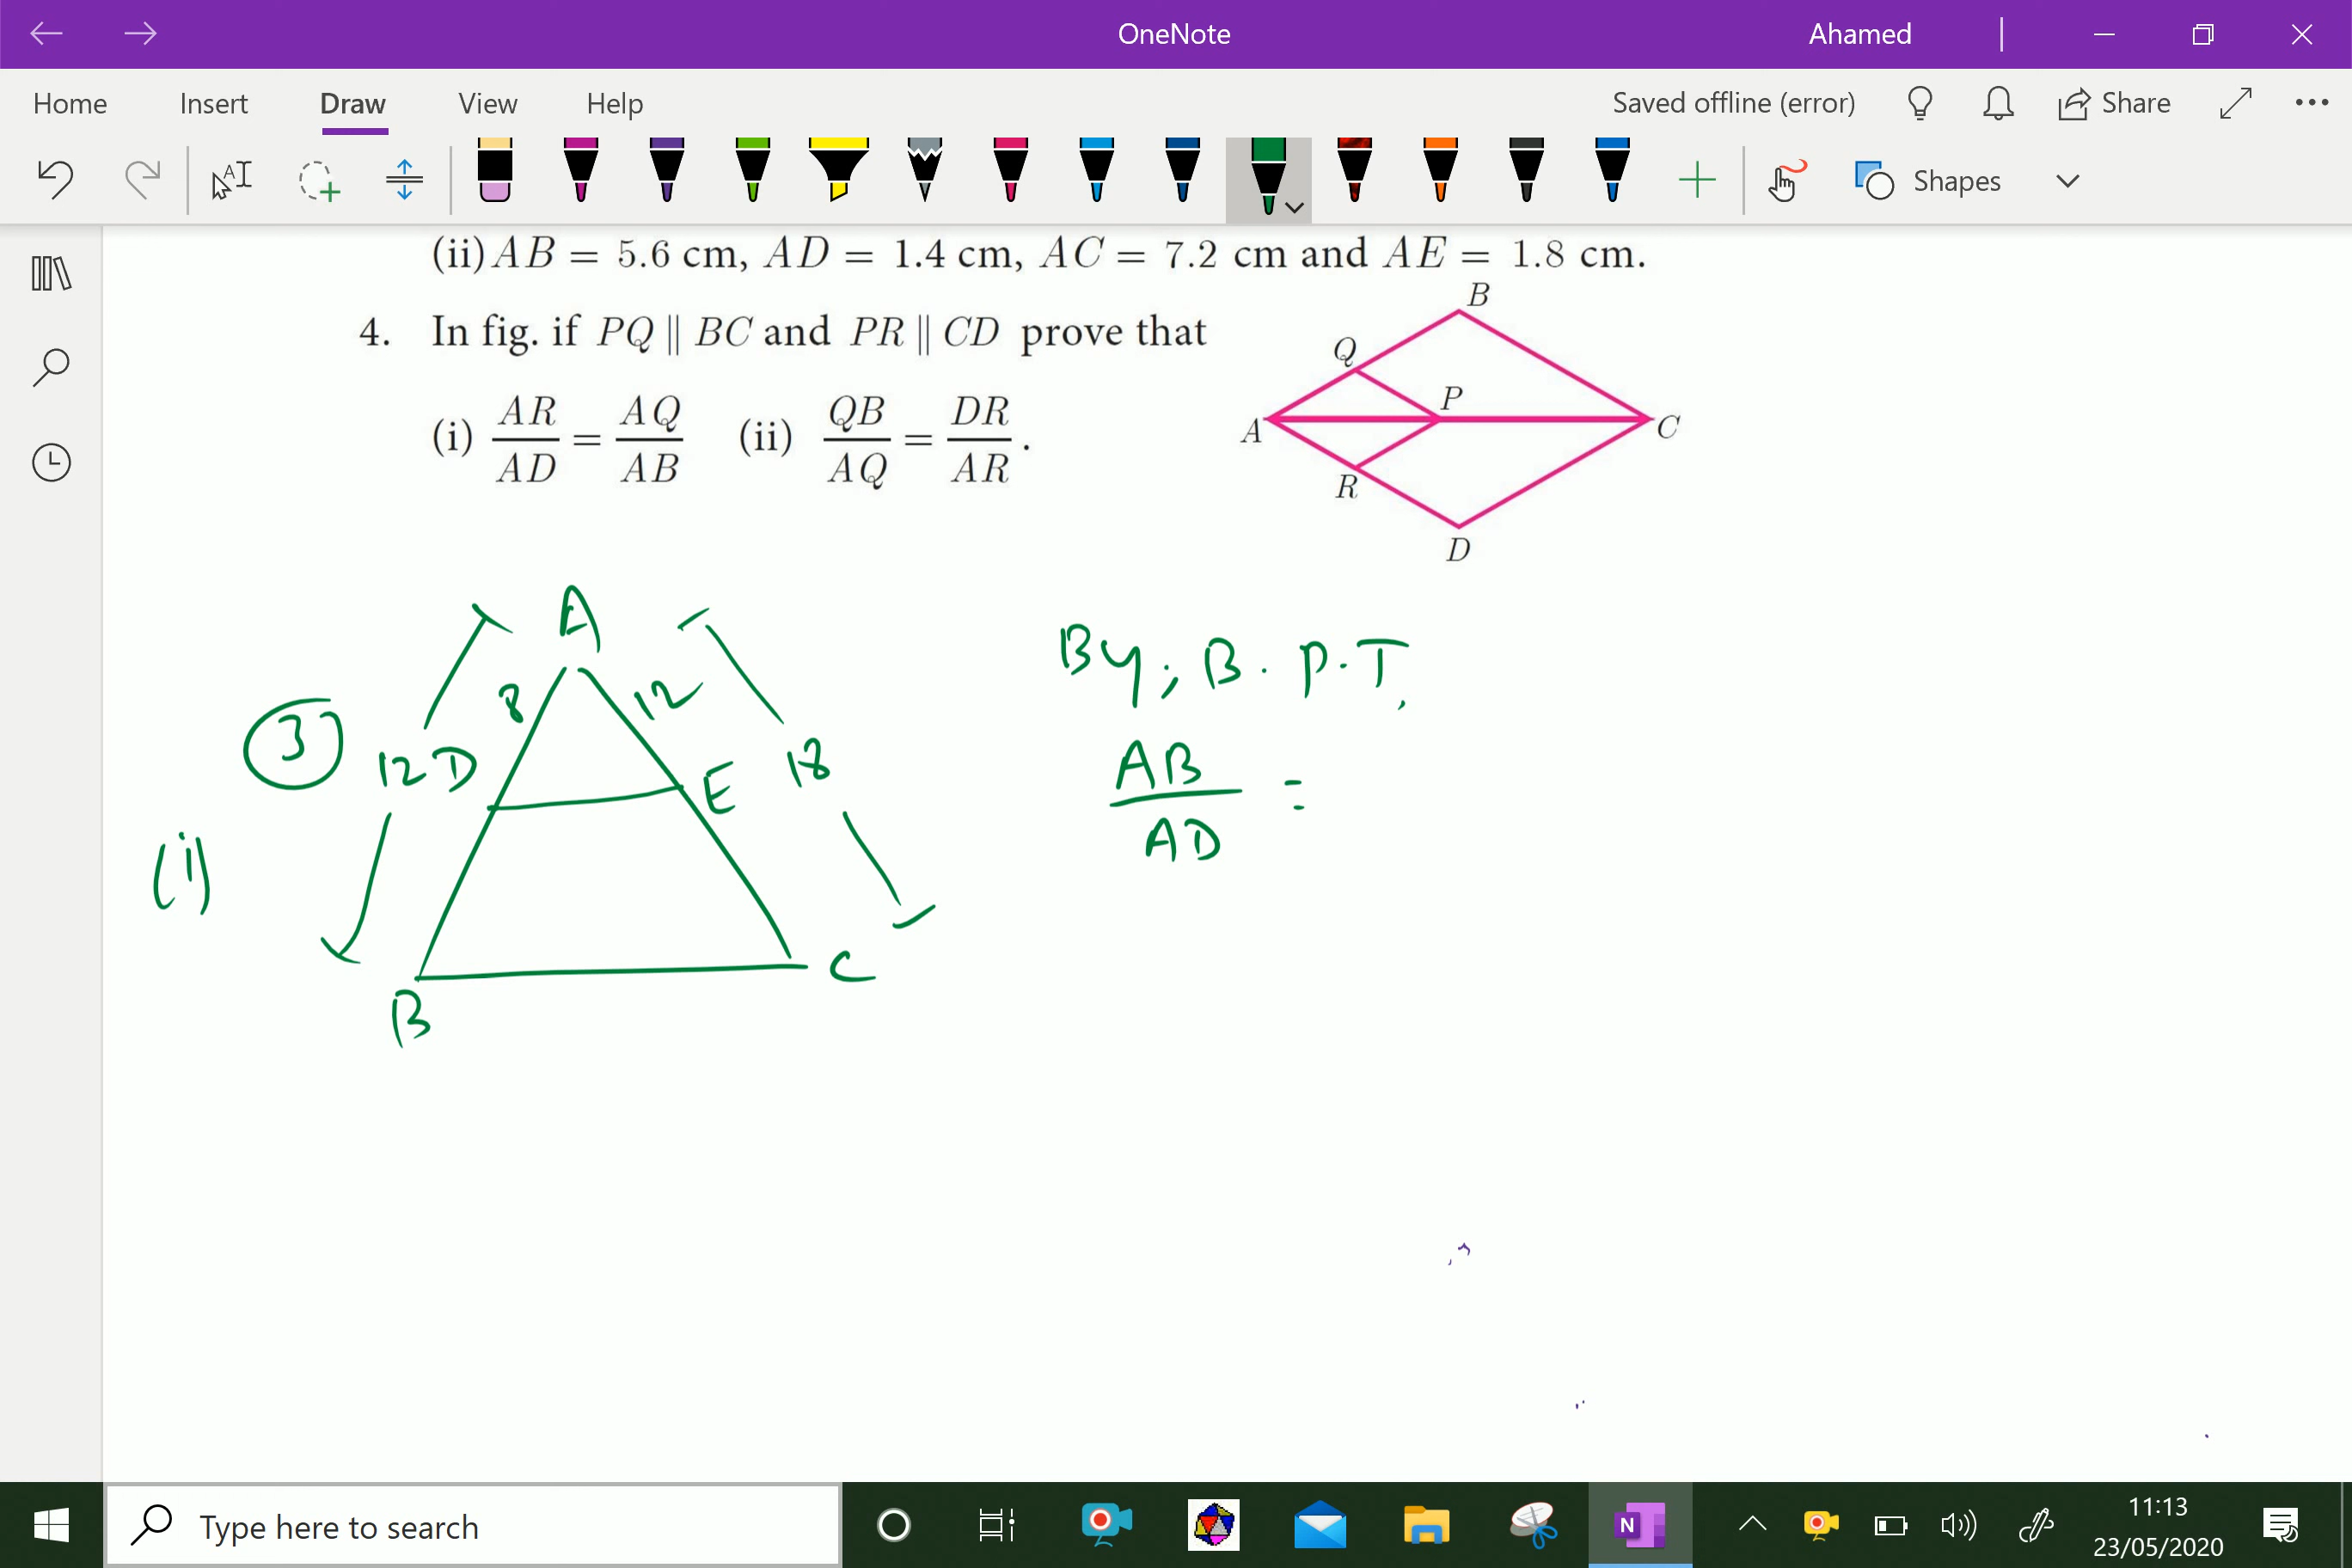 OneNote
Ahamed
Home Insert Draw View Help
Saved offline (error) Share
Shapes
(ii) AB = 5.6 cm, AD = 1.4 cm, AC = 7.2 cm and AE = 1.8 cm.
4. In fig. if PQ || BC and PR || CD prove that
(i) AR/AD = AQ/AB (ii) QB/AQ = DR/AR.
B
Q
P
A
C
R
D
A
8
12
3
12
D
E
18
(i)
B
C
By; B.P.T,
AB/AD =
Type here to search
N
11:13
23/05/2020